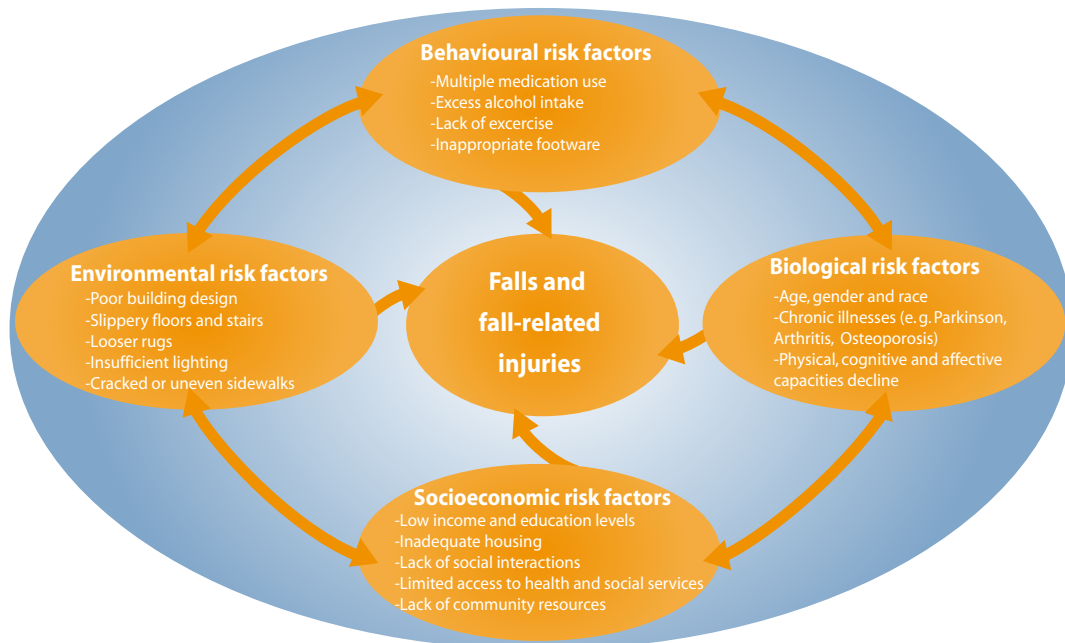 Behavioural risk factors
-Multiple medication use
-Excess alcohol intake
-Lack of excercise
-Inappropriate footware
Environmental risk factors
-Poor building design
-Slippery floors and stairs
-Looser rugs
-Insufficient lighting
-Cracked or uneven sidewalks
Falls and
fall-related
injuries
Biological risk factors
-Age, gender and race
-Chronic illnesses (e. g. Parkinson,
Arthritis, Osteoporosis)
-Physical, cognitive and affective
capacities decline
Socioeconomic risk factors
-Low income and education levels
-Inadequate housing
-Lack of social interactions
-Limited access to health and social services
-Lack of community resources